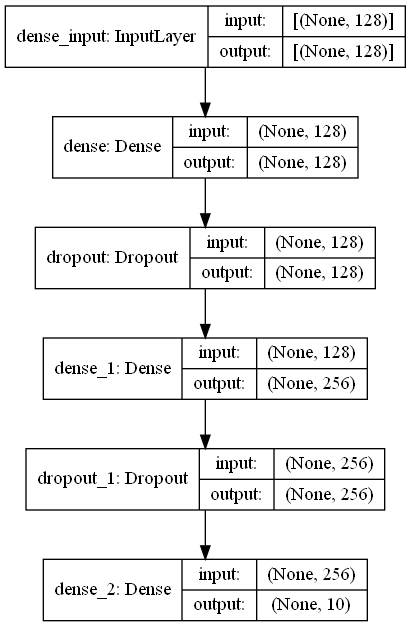 dense_input: InputLayer
input: [(None, 128)]
output: [(None, 128)]
dense: Dense
input: (None, 128)
output: (None, 128)
dropout: Dropout
input: (None, 128)
output: (None, 128)
dense_1: Dense
input: (None, 128)
output: (None, 256)
dropout_1: Dropout
input: (None, 256)
output: (None, 256)
dense_2: Dense
input: (None, 256)
output: (None, 10)